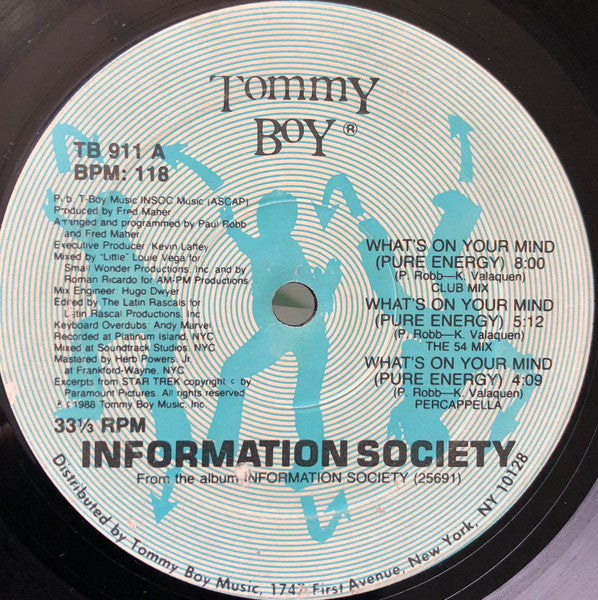 Tommy
Boy ®
TB 911 A
BPM: 118
Pub. T-Boy Music INSOC Music (ASCAP)
Produced by Fred Maher
Arranged and programmed by Paul Robb
and Fred Maher
Executive Producer Kevin Laffey
Mixed by "Little" Louie Vega for
Small Wonder Productions, Inc. and by
Roman Ricardo for AM-PM Productions
Mix Engineer: Hugo Dwyer
Edited by The Latin Rascals for
Latin Rascal Productions, Inc
Keyboard Overdubs: Andy Marvel
Recorded at Platinum Island, NYC
Mixed at Soundtrack Studios, NYC
Mastered by Herb Powers, Jr.
at Frankford-Wayne, NYC
Excerpts from STAR TREK copyright © by
Paramount Pictures. All rights reserved
℗ © 1988 Tommy Boy Music, Inc
33⅓ RPM
WHAT'S ON YOUR MIND
(PURE ENERGY) 8:00
(P. Robb—K. Valaquen)
CLUB MIX
WHAT'S ON YOUR MIND
(PURE ENERGY) 5:12
(P. Robb—K. Valaquen)
THE 54 MIX
WHAT'S ON YOUR MIND
(PURE ENERGY) 4:09
(P. Robb—K. Valaquen)
PERCAPPELLA
INFORMATION SOCIETY
From the album INFORMATION SOCIETY (25691)
Distributed by Tommy Boy Music, 1747 First Avenue, New York, NY 10128